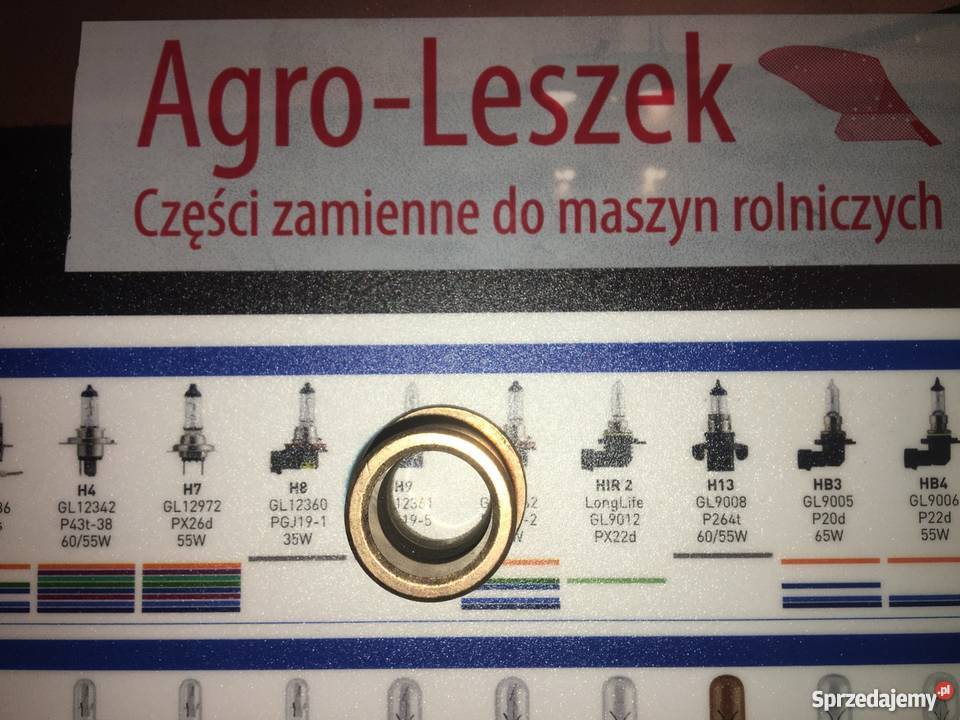 Agro-Leszek
Części zamienne do maszyn rolniczych
H4
GL12342
P43t-38
60/55W
H7
GL12972
PX26d
55W
H8
GL12360
PGJ19-1
35W
H9
HIR 2
LongLife
GL9012
PX22d
H13
GL9008
P264t
60/55W
HB3
GL9005
P20d
65W
HB4
GL9006
P22d
55W
Sprzedajemy.pl